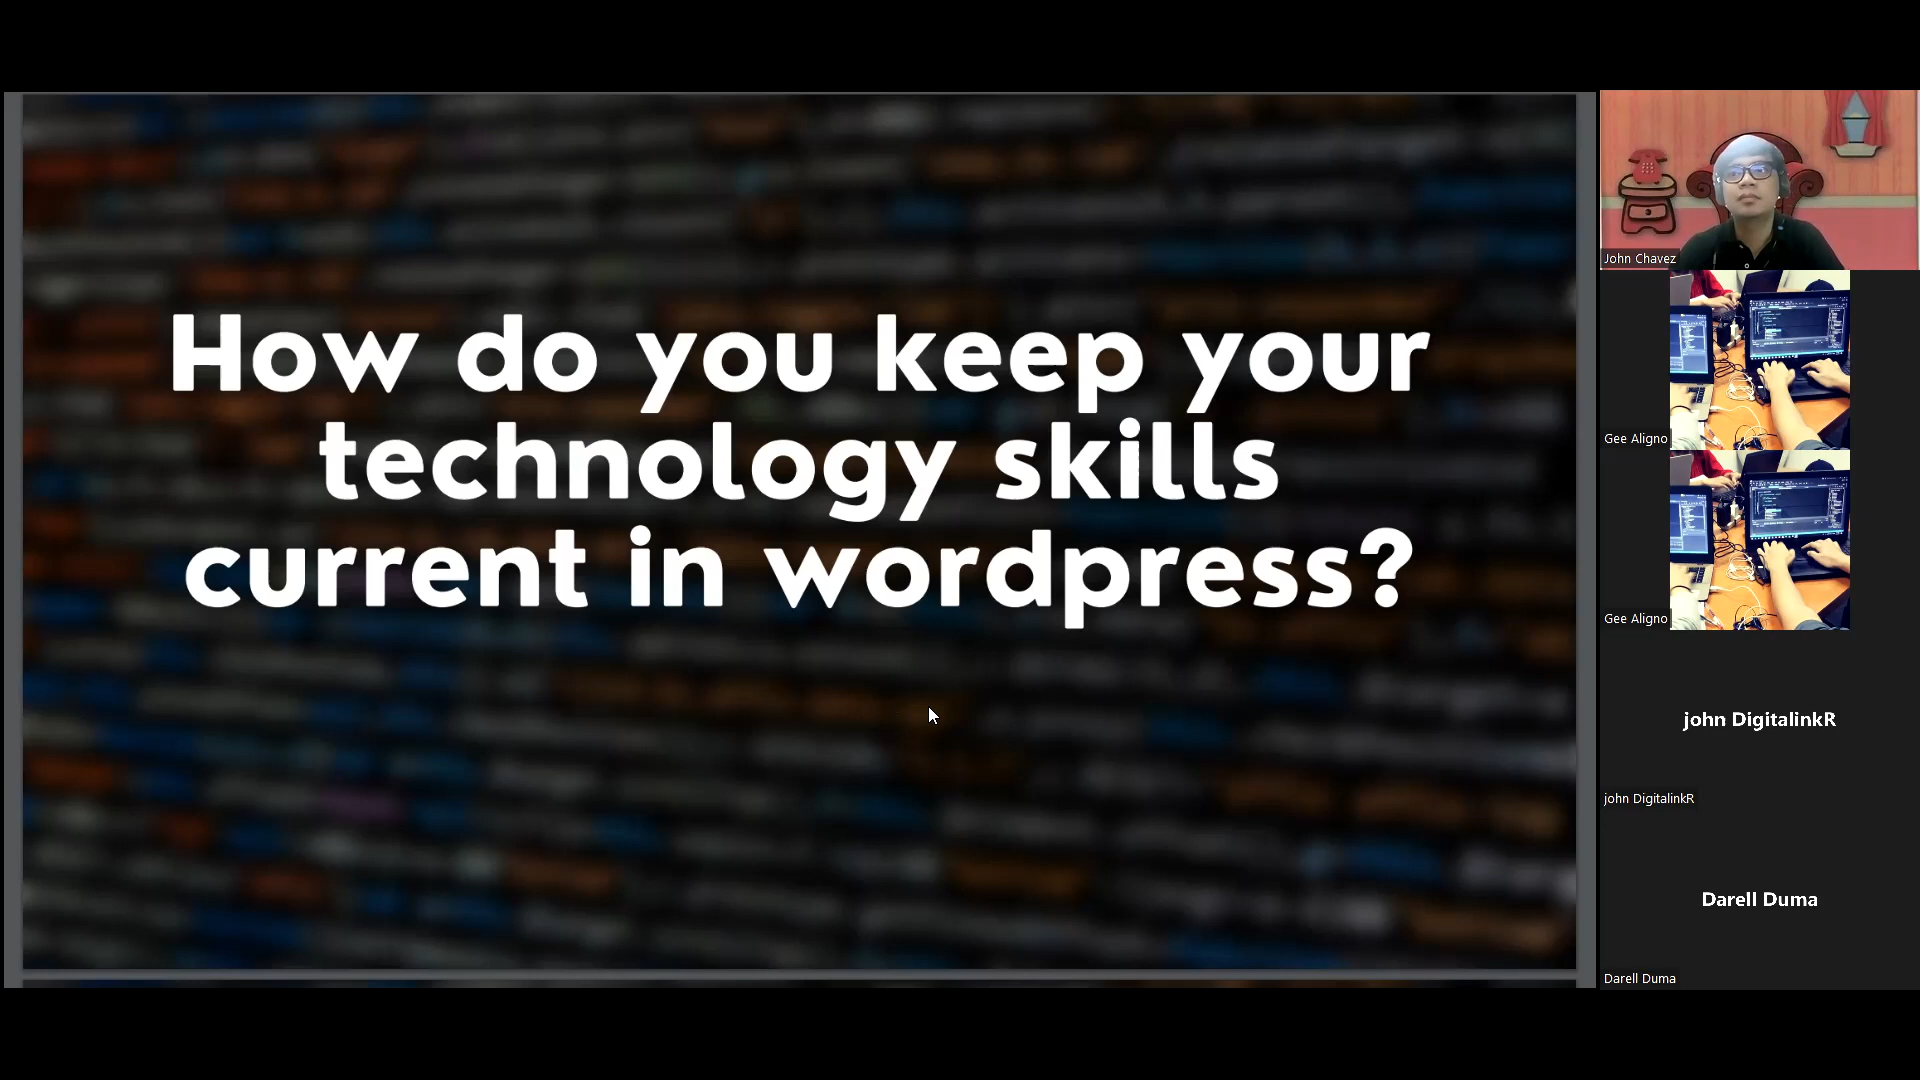 How do you keep your
technology skills
current in wordpress?
John Chavez
Gee Aligno
Gee Aligno
john DigitalinkR
john DigitalinkR
Darell Duma
Darell Duma